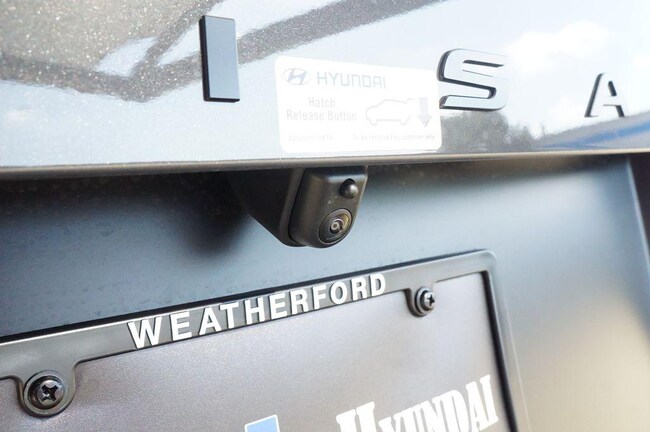 I S A
HYUNDAI
Hatch
Release Button
WEATHERFORD
HYUNDAI